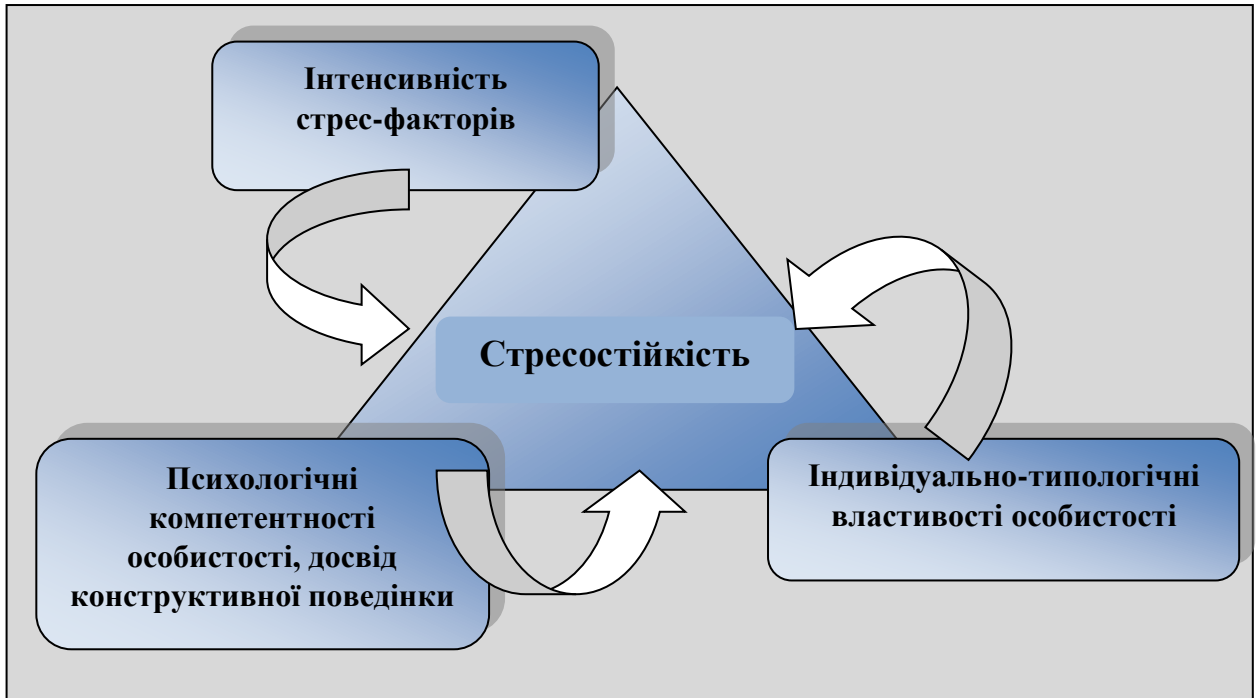 Інтенсивність
стрес-факторів
Стресостійкість
Психологічні
компетентності
особистості, досвід
конструктивної поведінки
Індивідуально-типологічні
властивості особистості